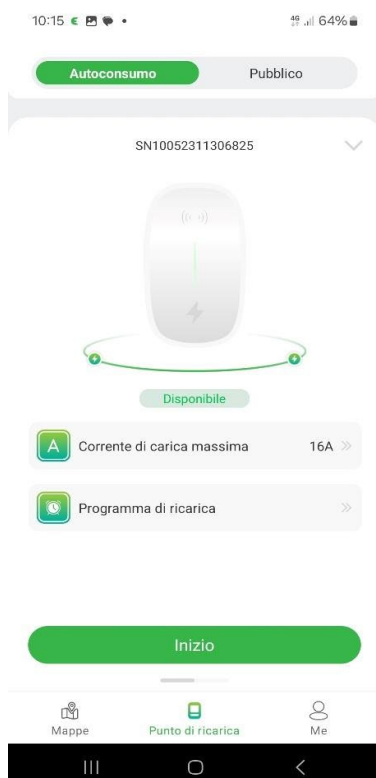 10:15
4G 64%
Autoconsumo Pubblico
SN10052311306825
Disponibile
A Corrente di carica massima 16A
Programma di ricarica
Inizio
Mappe Punto di ricarica Me